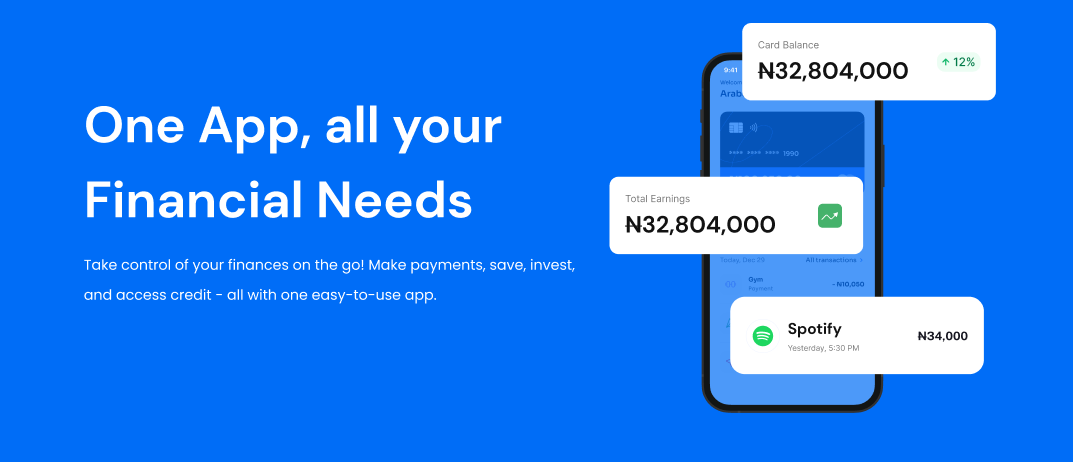 One App, all your
Financial Needs
Take control of your finances on the go! Make payments, save, invest,
and access credit - all with one easy-to-use app.
Card Balance
₦32,804,000
12%
9:41
**** **** **** 1990
Total Earnings
₦32,804,000
Today, Dec 29
All transactions >
Gym
Payment
- ₦10,050
Spotify
Yesterday, 5:30 PM
₦34,000